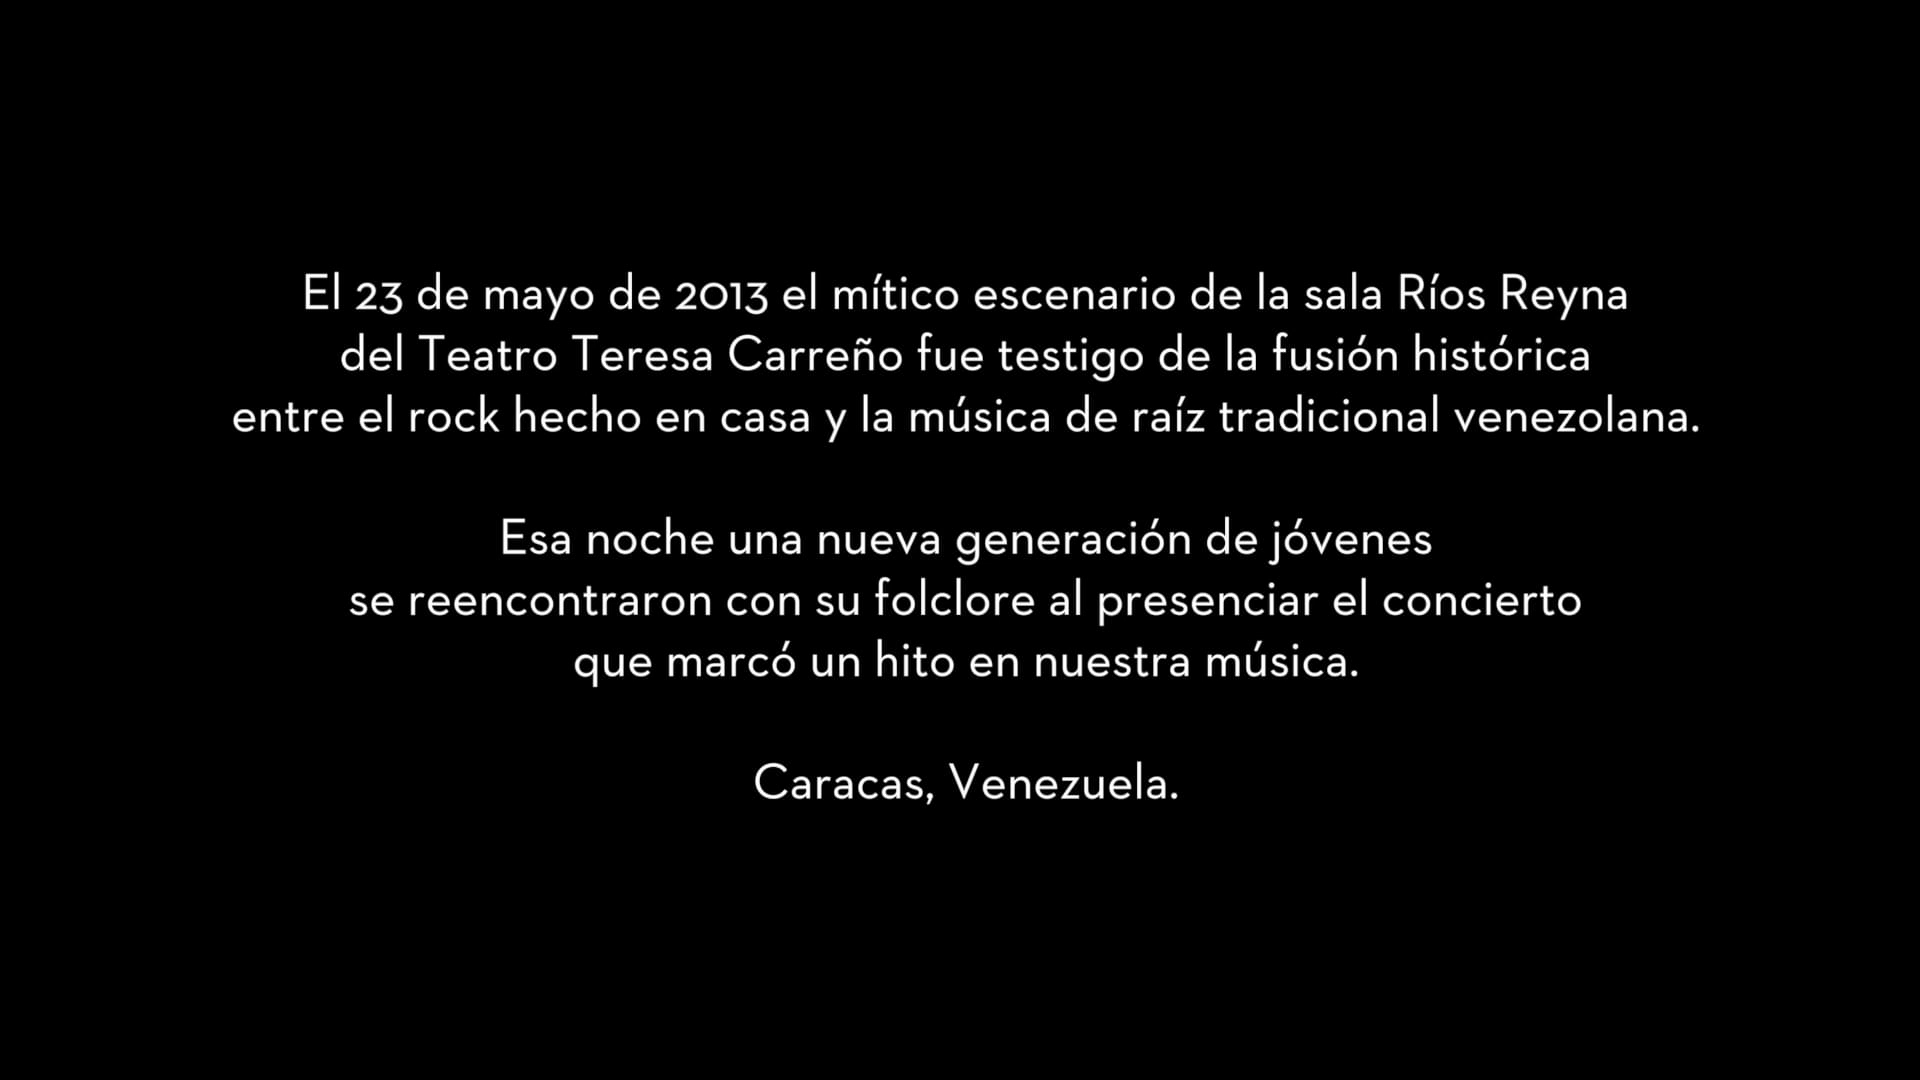 El 23 de mayo de 2013 el mítico escenario de la sala Ríos Reyna
del Teatro Teresa Carreño fue testigo de la fusión histórica
entre el rock hecho en casa y la música de raíz tradicional venezolana.
Esa noche una nueva generación de jóvenes
se reencontraron con su folclore al presenciar el concierto
que marcó un hito en nuestra música.
Caracas, Venezuela.